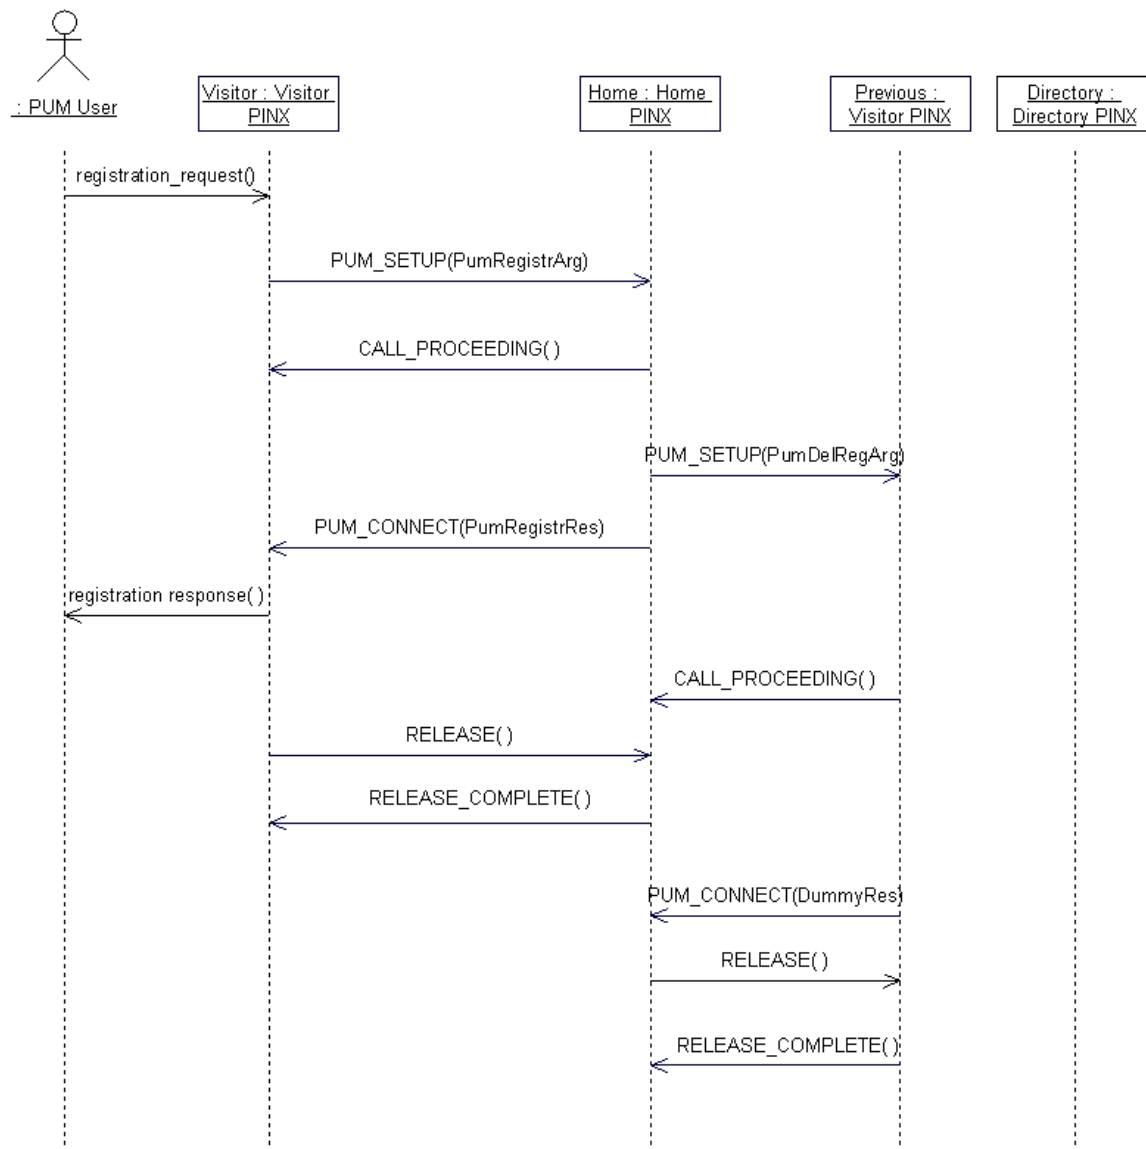 : PUM User
Visitor : Visitor
PINX
Home : Home
PINX
Previous :
Visitor PINX
Directory :
Directory PINX
registration_request()
PUM_SETUP(PumRegistrArg)
CALL_PROCEEDING( )
PUM_SETUP(PumDelRegArg)
PUM_CONNECT(PumRegistrRes)
registration response( )
CALL_PROCEEDING( )
RELEASE( )
RELEASE_COMPLETE( )
PUM_CONNECT(DummyRes)
RELEASE( )
RELEASE_COMPLETE( )